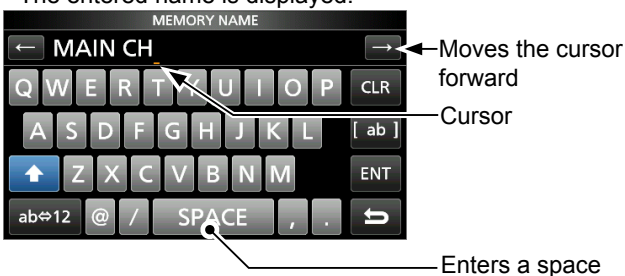 The entered name is displayed.
MEMORY NAME
← MAIN CH_ →
Moves the cursor
forward
Q W E R T Y U I O P CLR
Cursor
A S D F G H J K L [ ab ]
Z X C V B N M ENT
ab⇔12 @ / SPACE , .
Enters a space